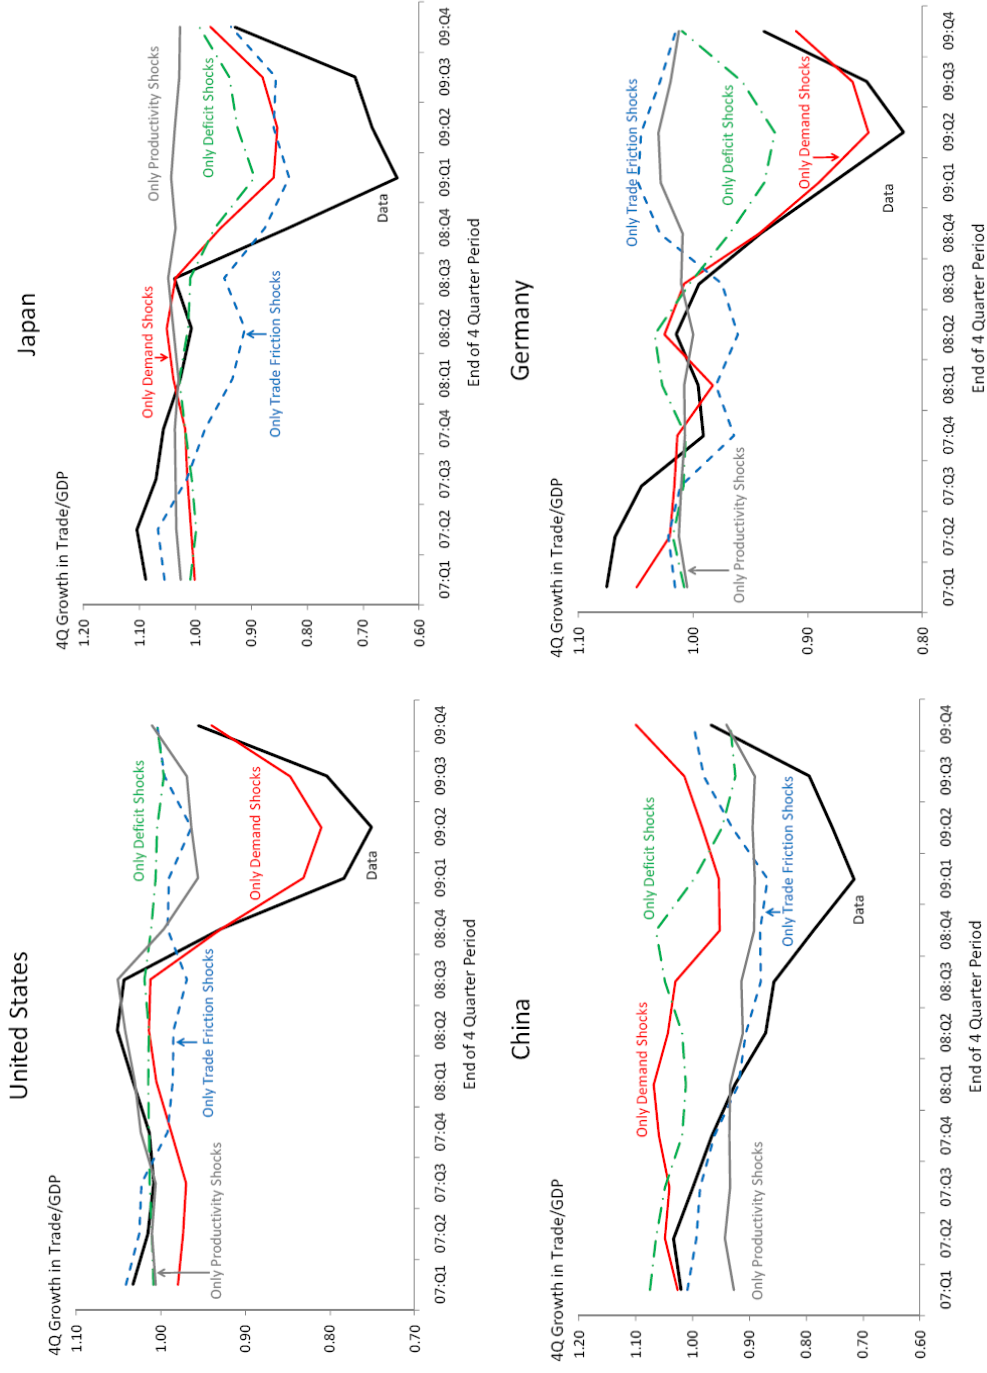 United States
4Q Growth in Trade/GDP
1.10
1.00
0.90
0.80
0.70
Only Deficit Shocks
Only Demand Shocks
Only Trade Friction Shocks
Only Productivity Shocks
Data
07:Q1 07:Q2 07:Q3 07:Q4 08:Q1 08:Q2 08:Q3 08:Q4 09:Q1 09:Q2 09:Q3 09:Q4
End of 4 Quarter Period
Japan
4Q Growth in Trade/GDP
1.20
1.10
1.00
0.90
0.80
0.70
0.60
Only Productivity Shocks
Only Demand Shocks
Only Deficit Shocks
Only Trade Friction Shocks
Data
07:Q1 07:Q2 07:Q3 07:Q4 08:Q1 08:Q2 08:Q3 08:Q4 09:Q1 09:Q2 09:Q3 09:Q4
End of 4 Quarter Period
China
4Q Growth in Trade/GDP
1.20
1.10
1.00
0.90
0.80
0.70
0.60
Only Demand Shocks
Only Deficit Shocks
Only Productivity Shocks
Only Trade Friction Shocks
Data
07:Q1 07:Q2 07:Q3 07:Q4 08:Q1 08:Q2 08:Q3 08:Q4 09:Q1 09:Q2 09:Q3 09:Q4
End of 4 Quarter Period
Germany
4Q Growth in Trade/GDP
1.10
1.00
0.90
0.80
Only Trade Friction Shocks
Only Deficit Shocks
Only Productivity Shocks
Only Demand Shocks
Data
07:Q1 07:Q2 07:Q3 07:Q4 08:Q1 08:Q2 08:Q3 08:Q4 09:Q1 09:Q2 09:Q3 09:Q4
End of 4 Quarter Period